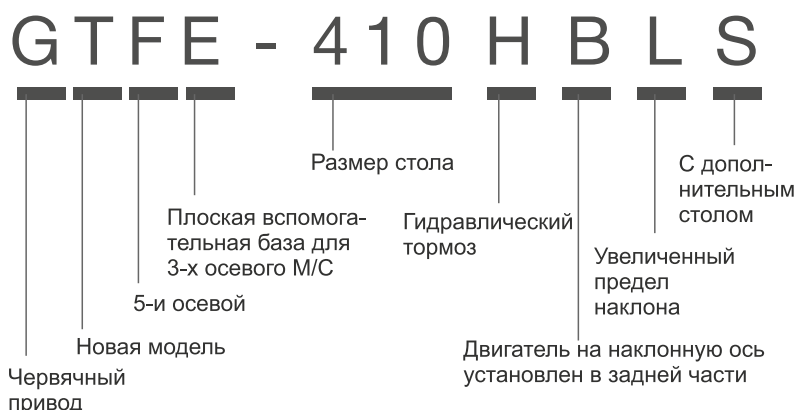 GTFE - 410 H B L S
Размер стола
С допол-
нительным
столом
Плоская вспомога-
тельная база для
3-х осевого М/С
Гидравлический
тормоз
Увеличенный
предел
наклона
5-и осевой
Новая модель
Двигатель на наклонную ось
установлен в задней части
Червячный
привод